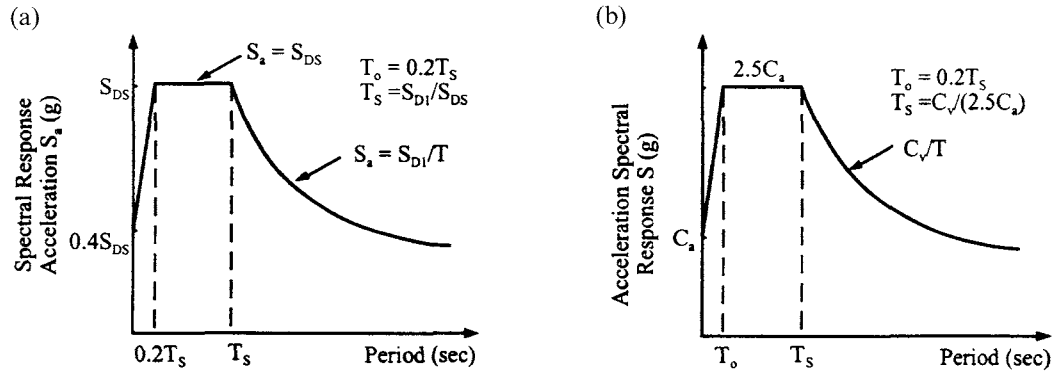 (a)
S_a = S_DS
T_o = 0.2T_S
T_S =S_D1/S_DS
S_DS
Spectral Response
Acceleration S_a (g)
S_a = S_D1/T
0.4S_DS
0.2T_S
T_S
Period (sec)
(b)
2.5C_a
T_o = 0.2T_S
T_S =C_v/(2.5C_a)
Acceleration Spectral
Response S (g)
C_v/T
C_a
T_o
T_S
Period (sec)